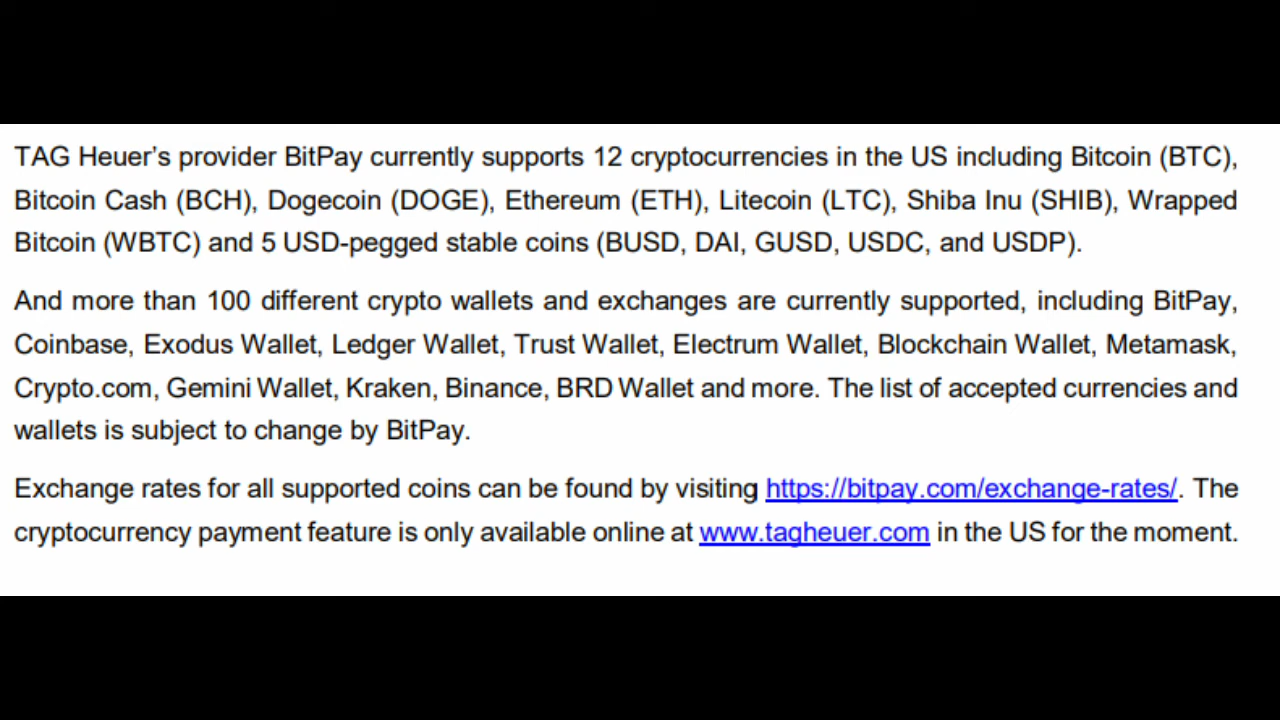 TAG Heuer’s provider BitPay currently supports 12 cryptocurrencies in the US including Bitcoin (BTC),
Bitcoin Cash (BCH), Dogecoin (DOGE), Ethereum (ETH), Litecoin (LTC), Shiba Inu (SHIB), Wrapped
Bitcoin (WBTC) and 5 USD-pegged stable coins (BUSD, DAI, GUSD, USDC, and USDP).
And more than 100 different crypto wallets and exchanges are currently supported, including BitPay,
Coinbase, Exodus Wallet, Ledger Wallet, Trust Wallet, Electrum Wallet, Blockchain Wallet, Metamask,
Crypto.com, Gemini Wallet, Kraken, Binance, BRD Wallet and more. The list of accepted currencies and
wallets is subject to change by BitPay.
Exchange rates for all supported coins can be found by visiting https://bitpay.com/exchange-rates/. The
cryptocurrency payment feature is only available online at www.tagheuer.com in the US for the moment.